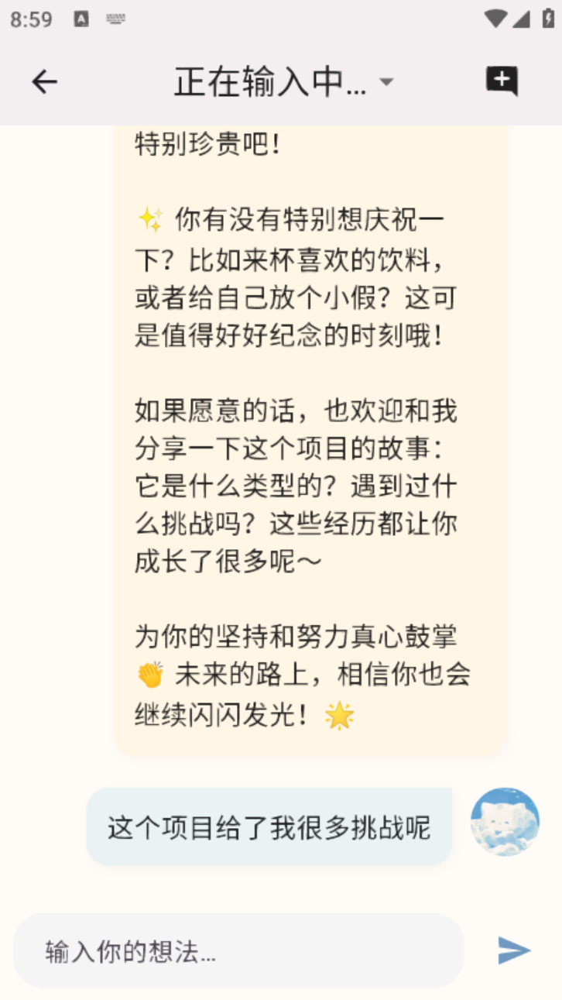 8:59
A
正在输入中...
特别珍贵吧！
✨ 你有没有特别想庆祝一
下？比如来杯喜欢的饮料，
或者给自己放个小假？这可
是值得好好纪念的时刻哦！
如果愿意的话，也欢迎和我
分享一下这个项目的故事：
它是什么类型的？遇到过什
么挑战吗？这些经历都让你
成长了很多呢～
为你的坚持和努力真心鼓掌
👏 未来的路上，相信你也会
继续闪闪发光！🌟
这个项目给了我很多挑战呢
输入你的想法...